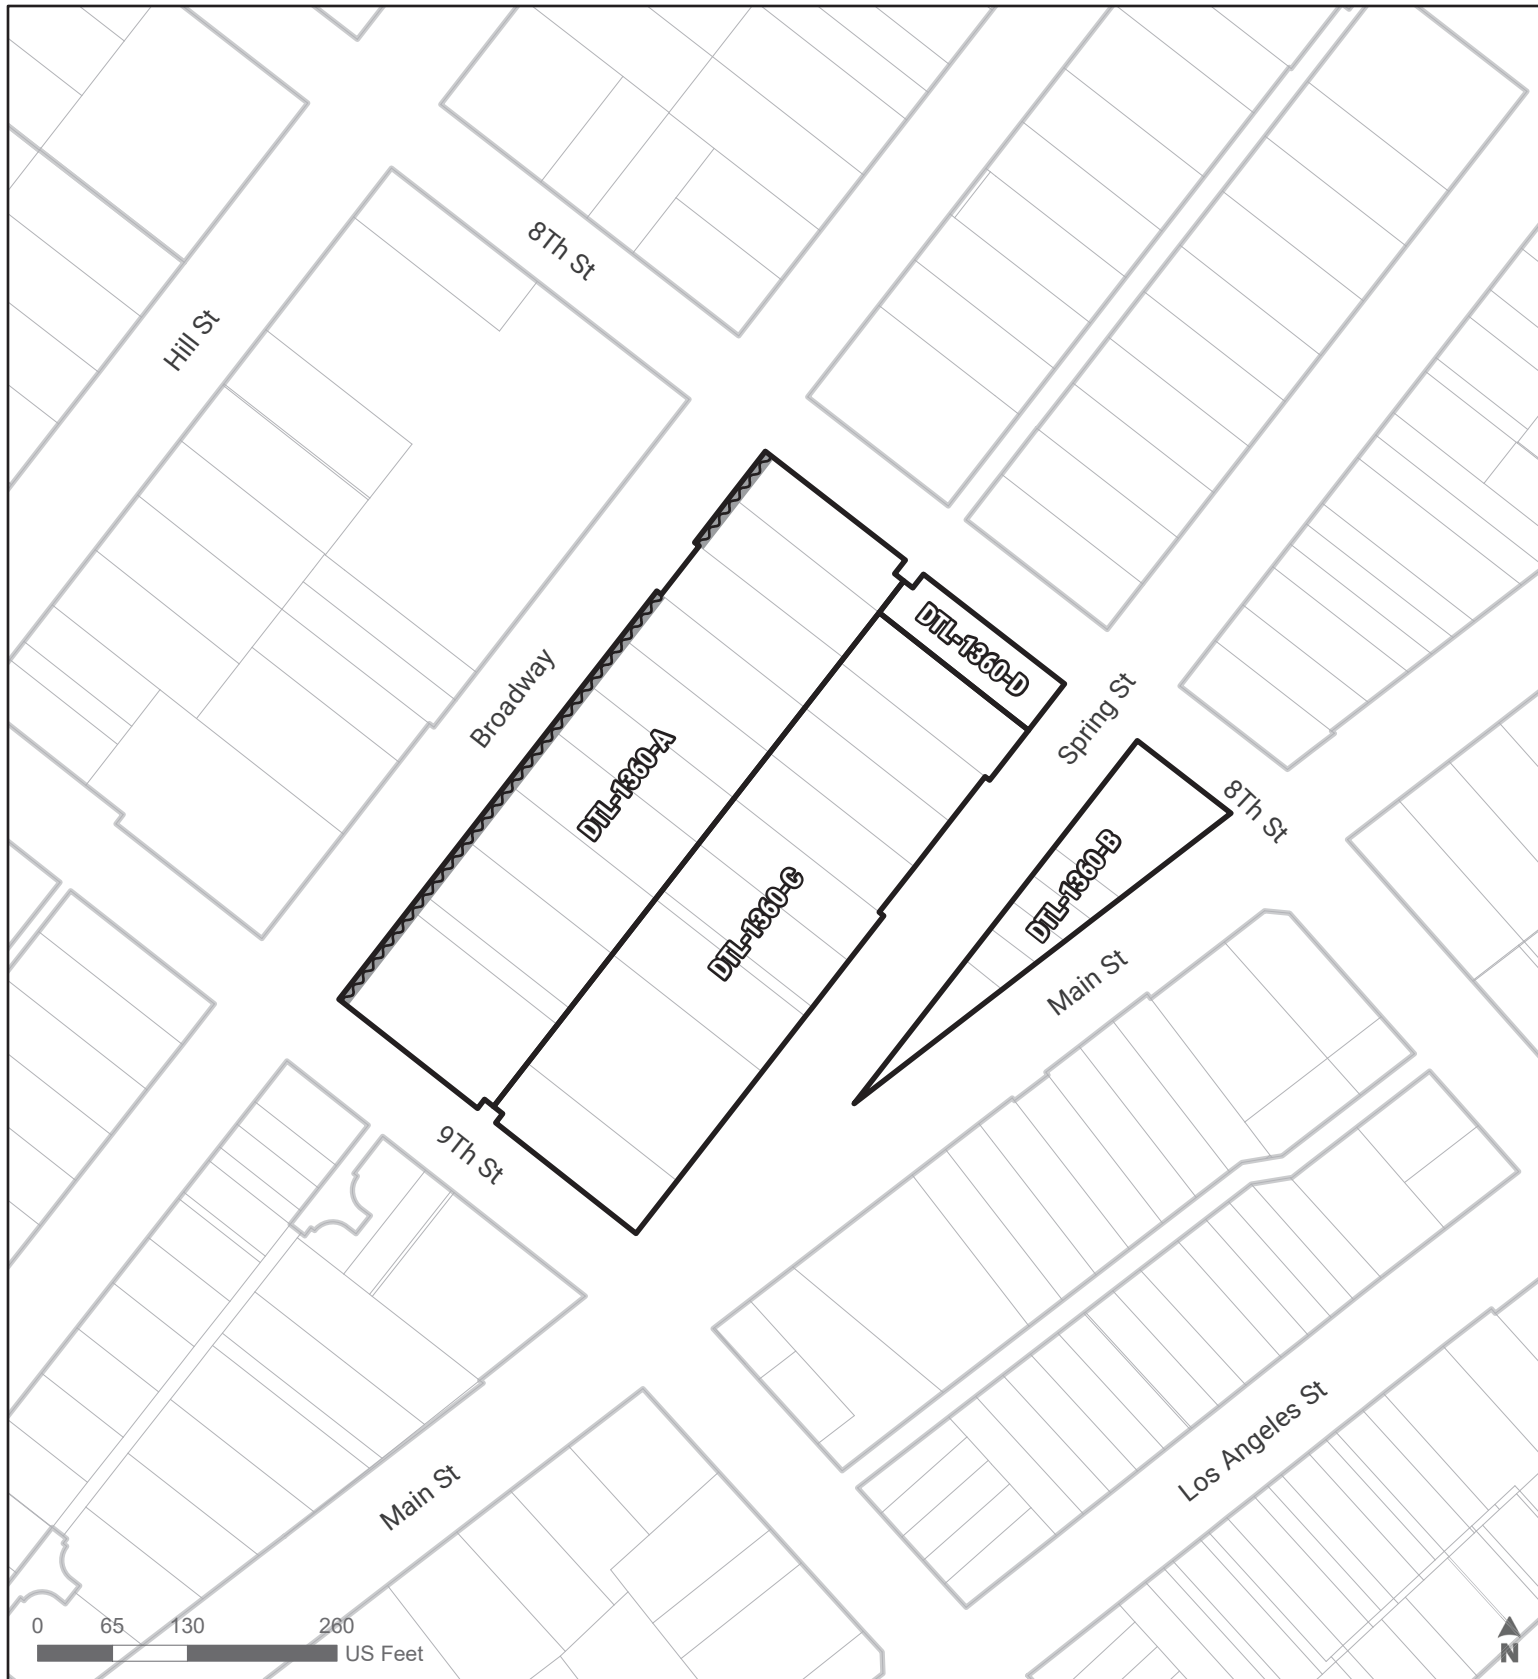 8Th St
Hill St
DTL-1360-D
Broadway
Spring St
DTL-1360-A
8Th St
DTL-1360-B
DTL-1360-C
Main St
9Th St
Los Angeles St
Main St
0 65 130 260
US Feet
N